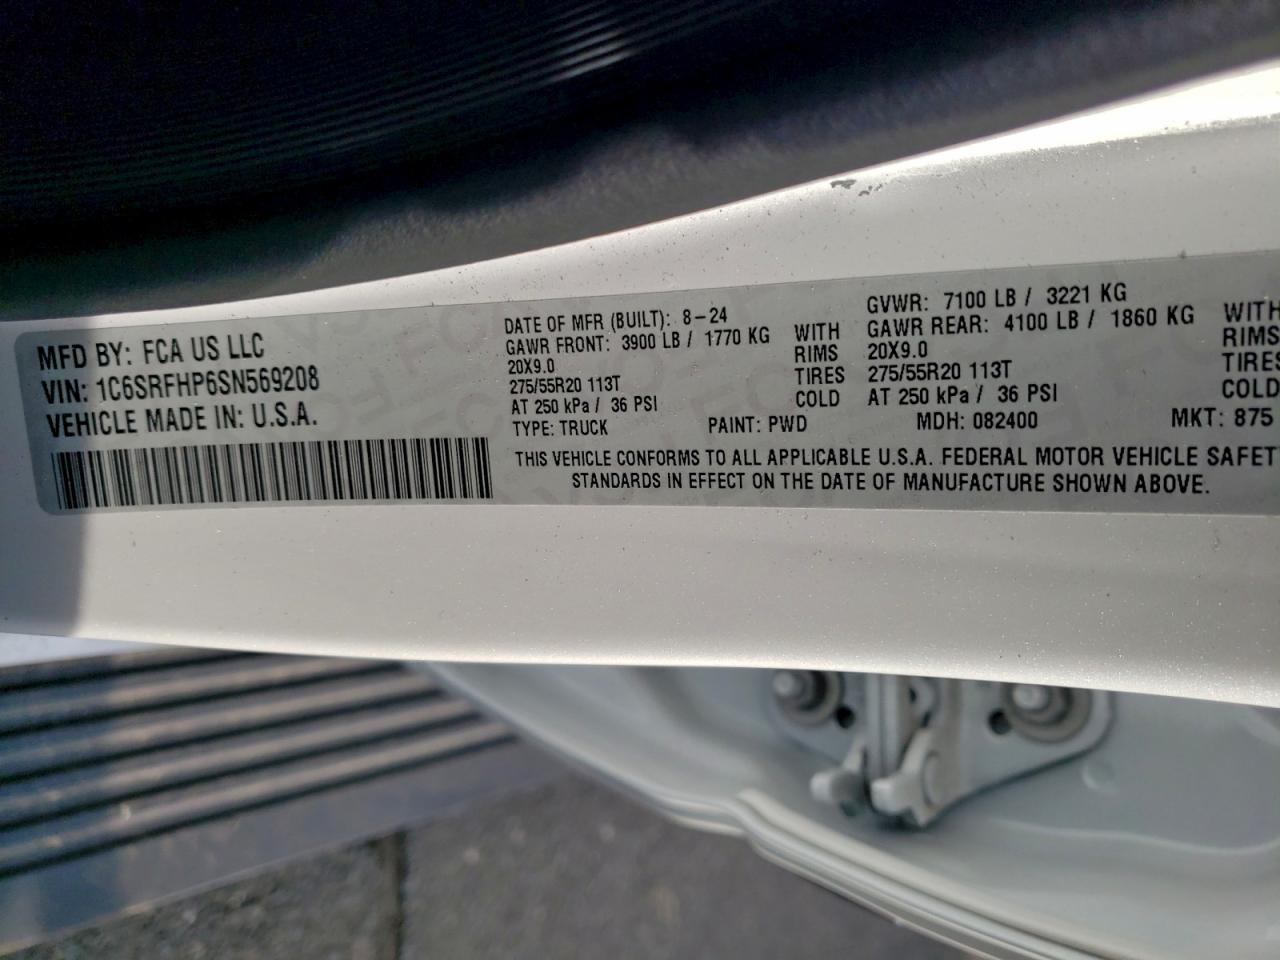 MFD BY: FCA US LLC
VIN: 1C6SRFHP6SN569208
VEHICLE MADE IN: U.S.A.
DATE OF MFR (BUILT): 8-24 GVWR: 7100 LB / 3221 KG
GAWR FRONT: 3900 LB / 1770 KG WITH GAWR REAR: 4100 LB / 1860 KG WITH
20X9.0 RIMS 20X9.0 RIMS
275/55R20 113T TIRES 275/55R20 113T TIRES
AT 250 kPa / 36 PSI COLD AT 250 kPa / 36 PSI COLD
TYPE: TRUCK PAINT: PWD MDH: 082400 MKT: 875
THIS VEHICLE CONFORMS TO ALL APPLICABLE U.S.A. FEDERAL MOTOR VEHICLE SAFET
STANDARDS IN EFFECT ON THE DATE OF MANUFACTURE SHOWN ABOVE.